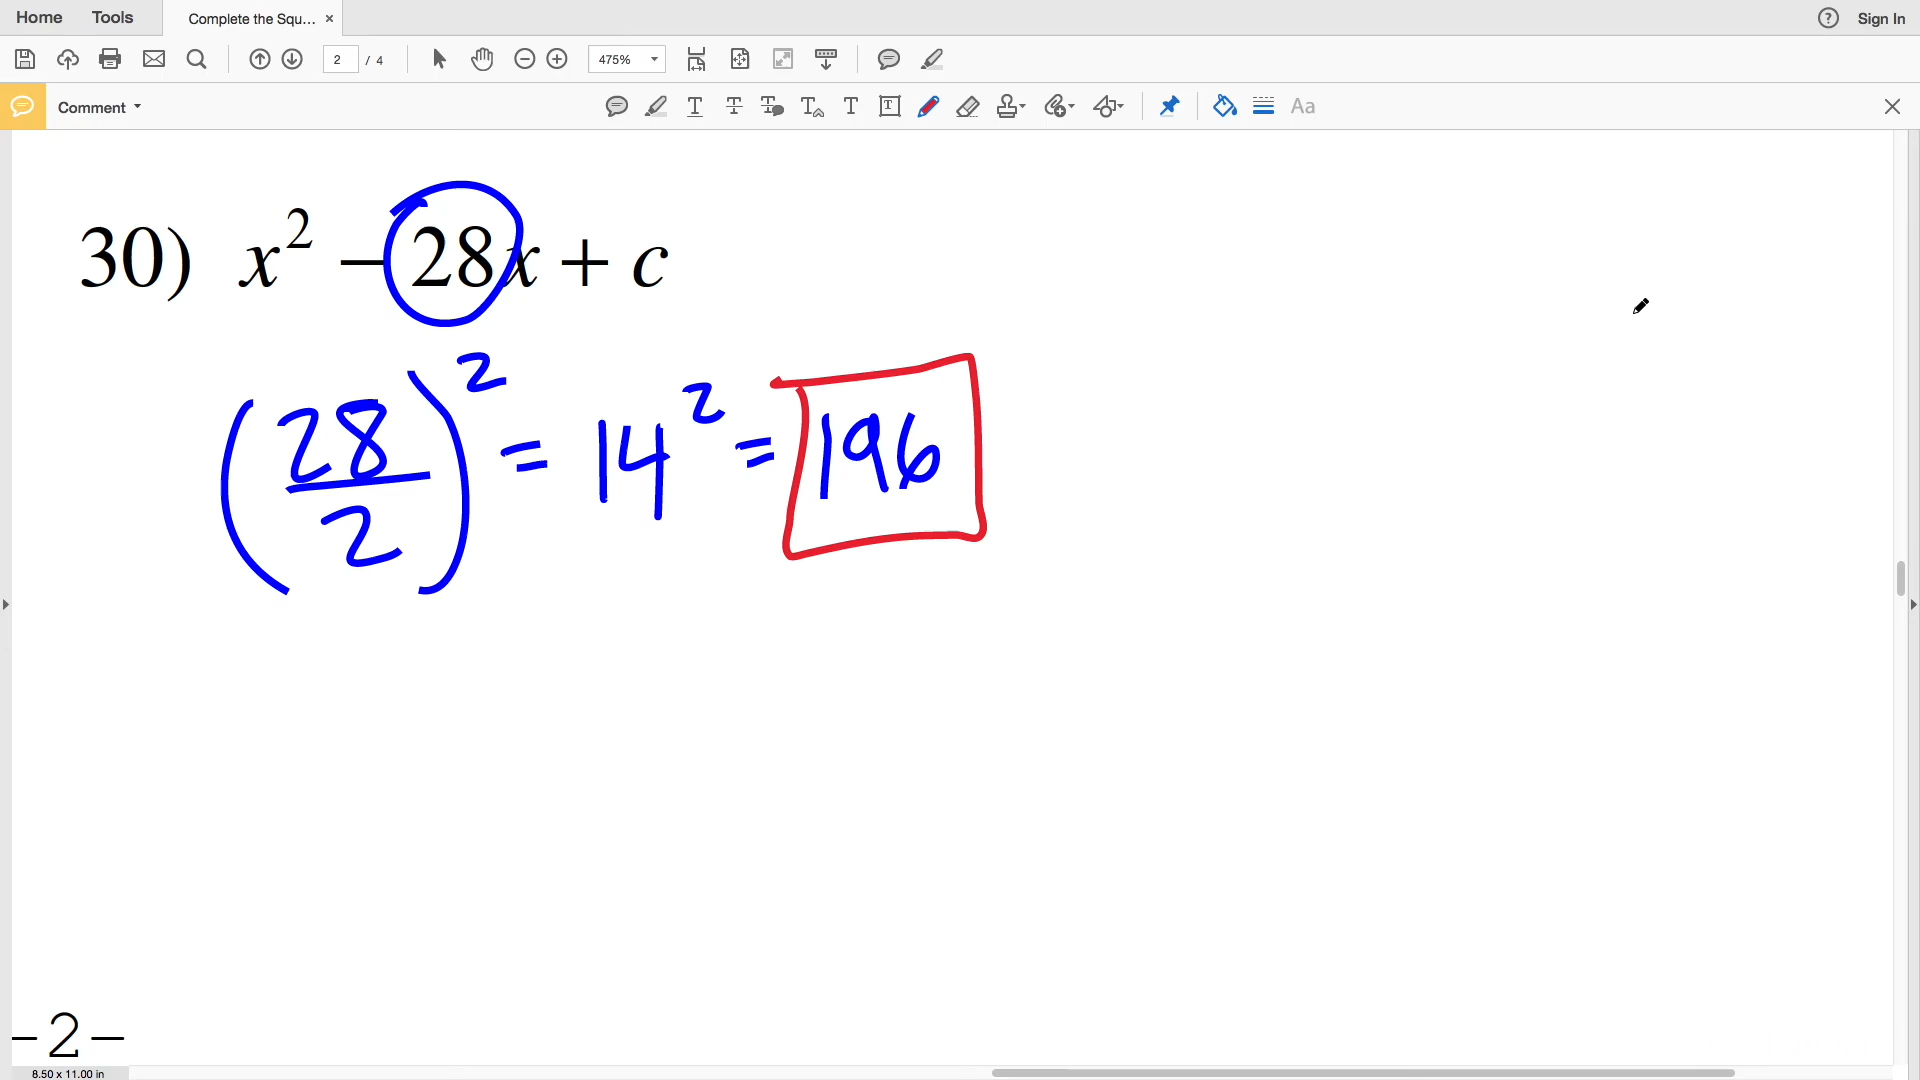 Home Tools Complete the Squ... × ? Sign In
2 / 4 475%
Comment T T T T T T Aa
30) x² − 28x + c
(28/2)² = 14² = 196
-2-
8.50 x 11.00 in